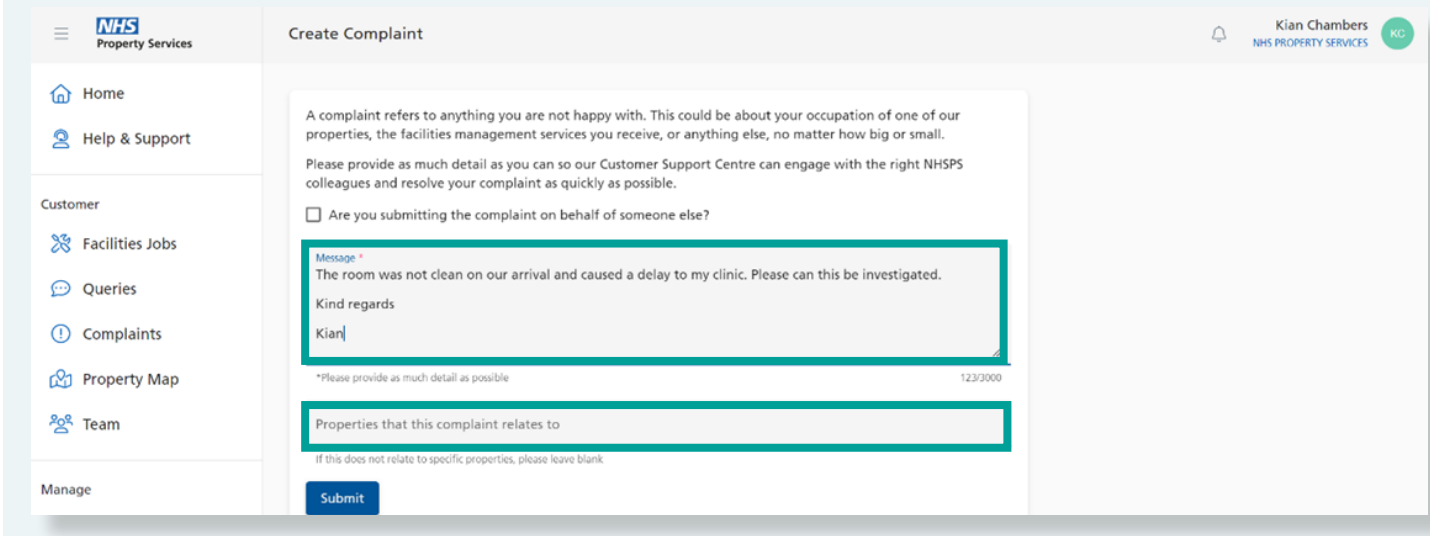 NHS
Property Services
Create Complaint
Kian Chambers
NHS PROPERTY SERVICES
KC
Home
Help & Support
Customer
Facilities Jobs
Queries
Complaints
Property Map
Team
Manage
A complaint refers to anything you are not happy with. This could be about your occupation of one of our
properties, the facilities management services you receive, or anything else, no matter how big or small.
Please provide as much detail as you can so our Customer Support Centre can engage with the right NHSPS
colleagues and resolve your complaint as quickly as possible.
Are you submitting the complaint on behalf of someone else?
Message *
The room was not clean on our arrival and caused a delay to my clinic. Please can this be investigated.
Kind regards
Kian
*Please provide as much detail as possible
123/3000
Properties that this complaint relates to
If this does not relate to specific properties, please leave blank
Submit